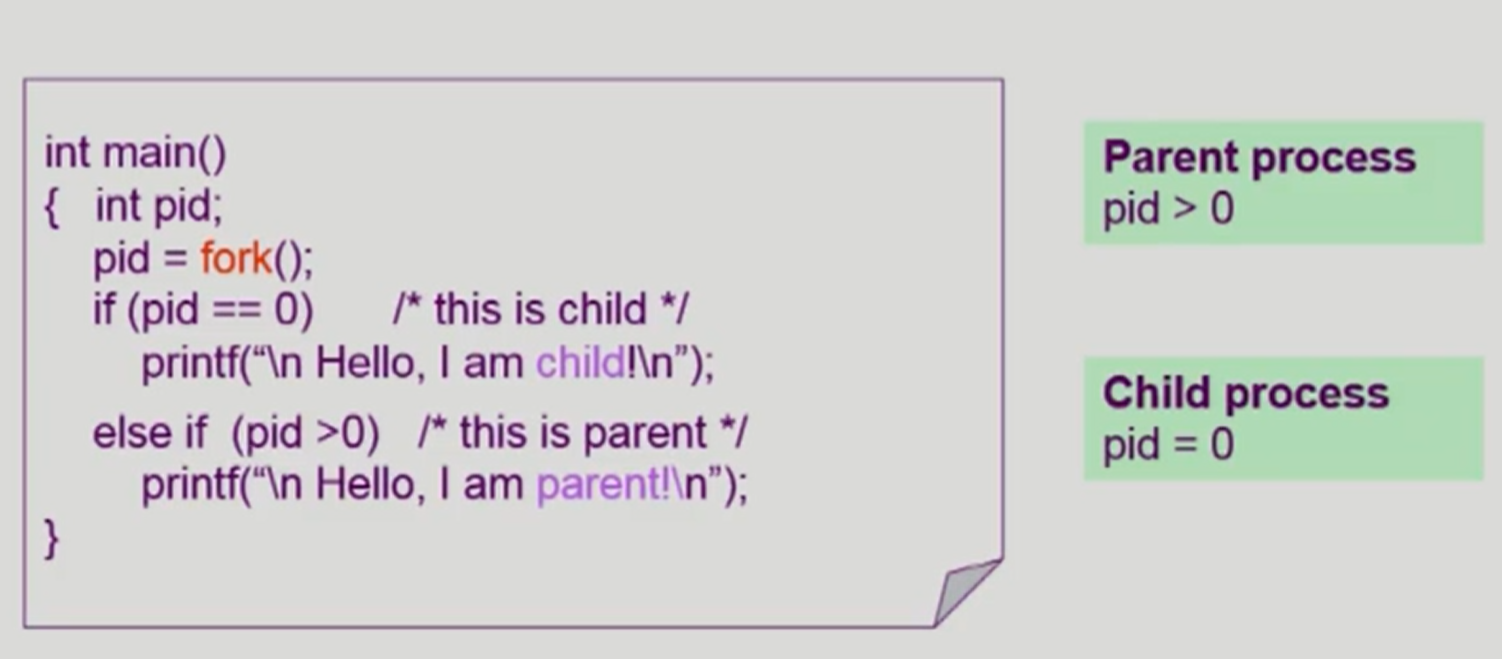 int main()
{ int pid;
pid = fork();
if (pid == 0) /* this is child */
printf(“\n Hello, I am child!\n”);
else if (pid >0) /* this is parent */
printf(“\n Hello, I am parent!\n”);
}
Parent process
pid > 0
Child process
pid = 0